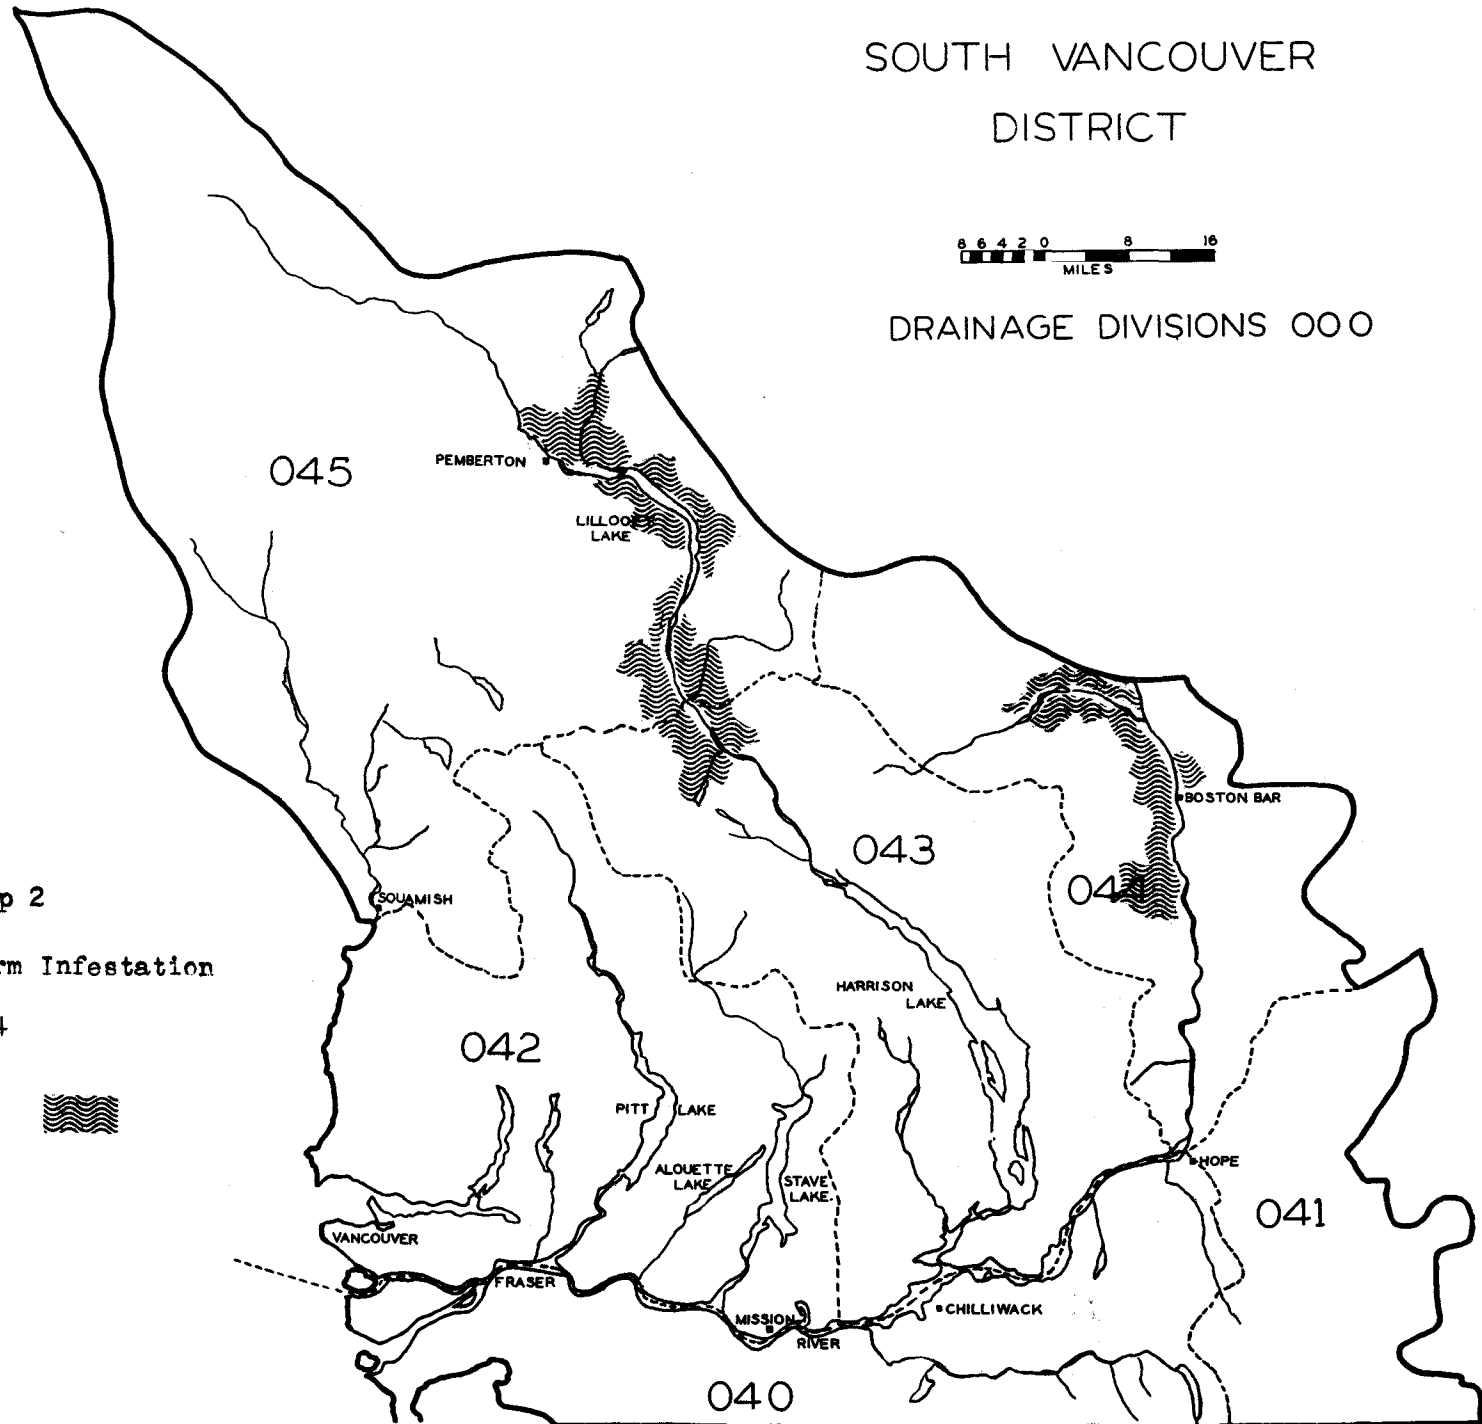 SOUTH VANCOUVER
DISTRICT
8 6 4 2 0 8 16
MILES
DRAINAGE DIVISIONS 000
045
PEMBERTON
LILLOOET
LAKE
BOSTON BAR
043
044
SQUAMISH
p 2
rm Infestation
4
HARRISON
LAKE
042
PITT LAKE
ALOUETTE
LAKE
STAVE
LAKE.
HOPE
041
VANCOUVER
FRASER
MISSION
RIVER
CHILLIWACK
040